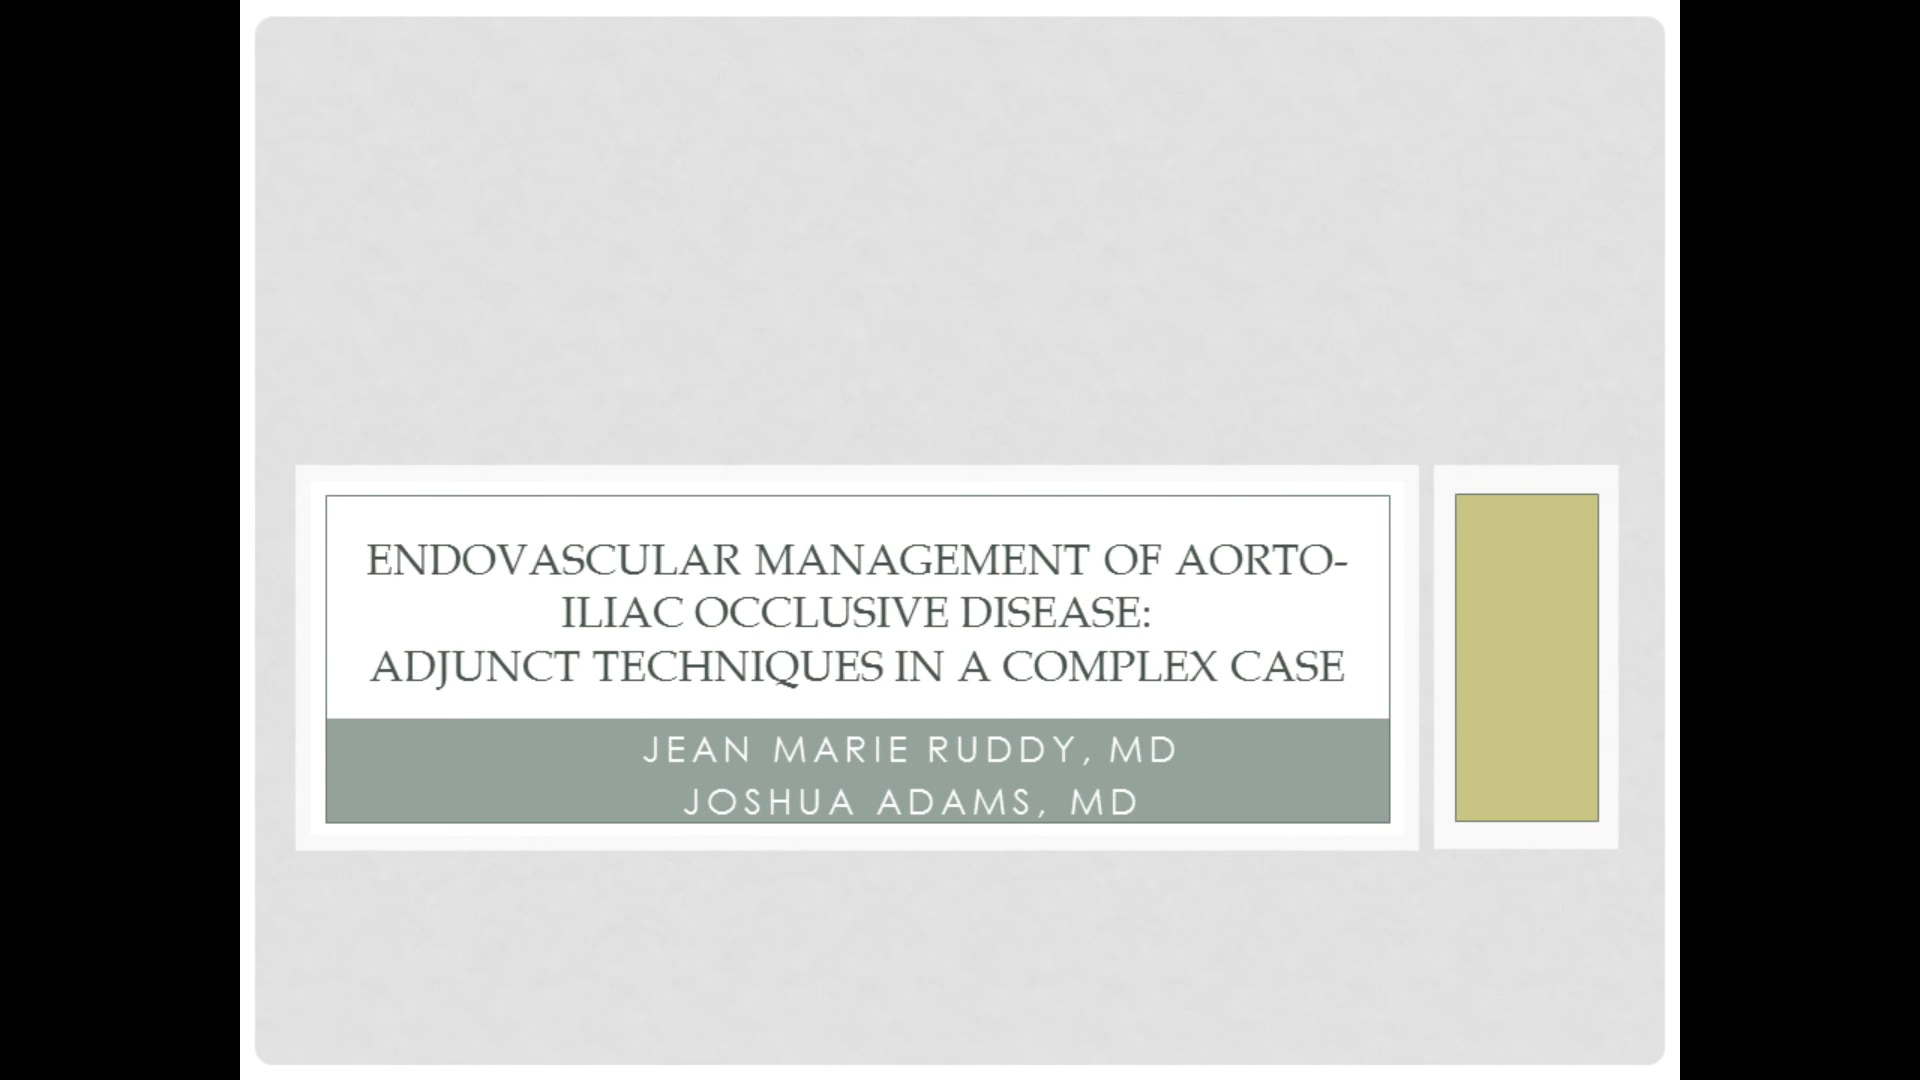 ENDOVASCULAR MANAGEMENT OF AORTO-
ILIAC OCCLUSIVE DISEASE:
ADJUNCT TECHNIQUES IN A COMPLEX CASE
JEAN MARIE RUDDY, MD
JOSHUA ADAMS, MD